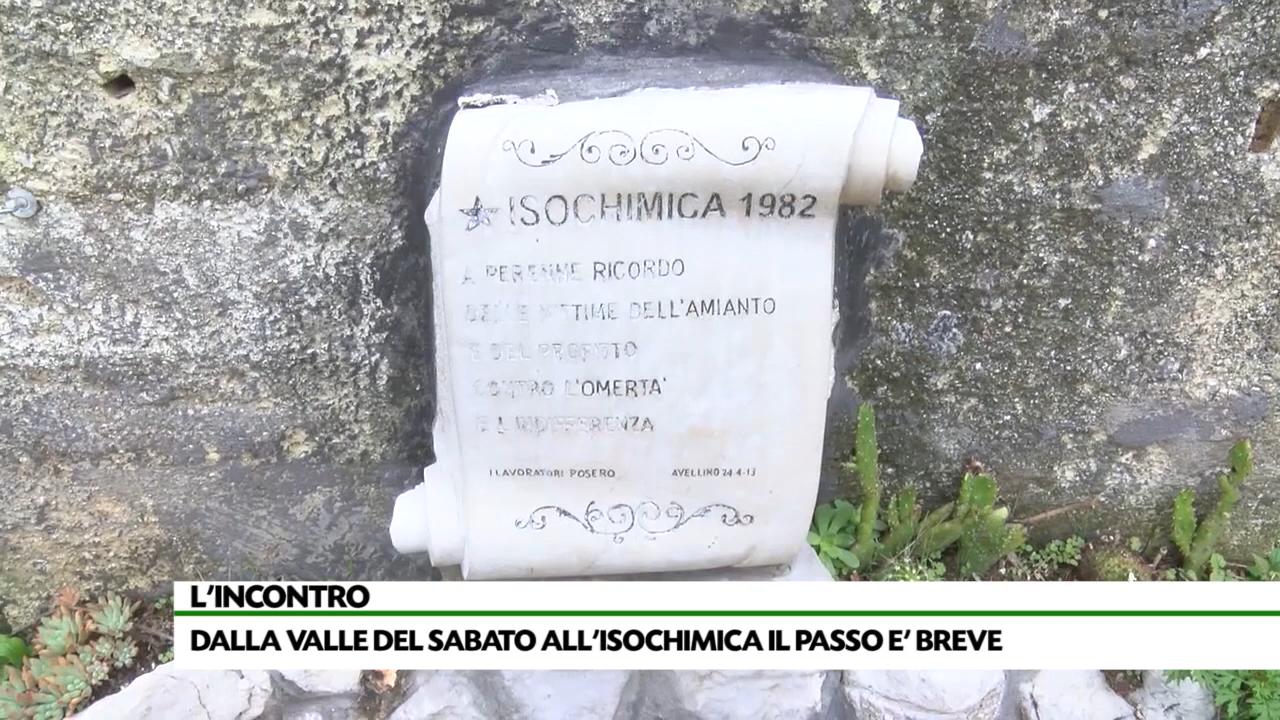 ISOCHIMICA 1982
A PERENNE RICORDO
DELLE VITTIME DELL'AMIANTO
E DEL PROFITTO
CONTRO L'OMERTA'
E L'INDIFFERENZA
I LAVORATORI POSERO AVELLINO 24-4-13
L'INCONTRO
DALLA VALLE DEL SABATO ALL'ISOCHIMICA IL PASSO E' BREVE